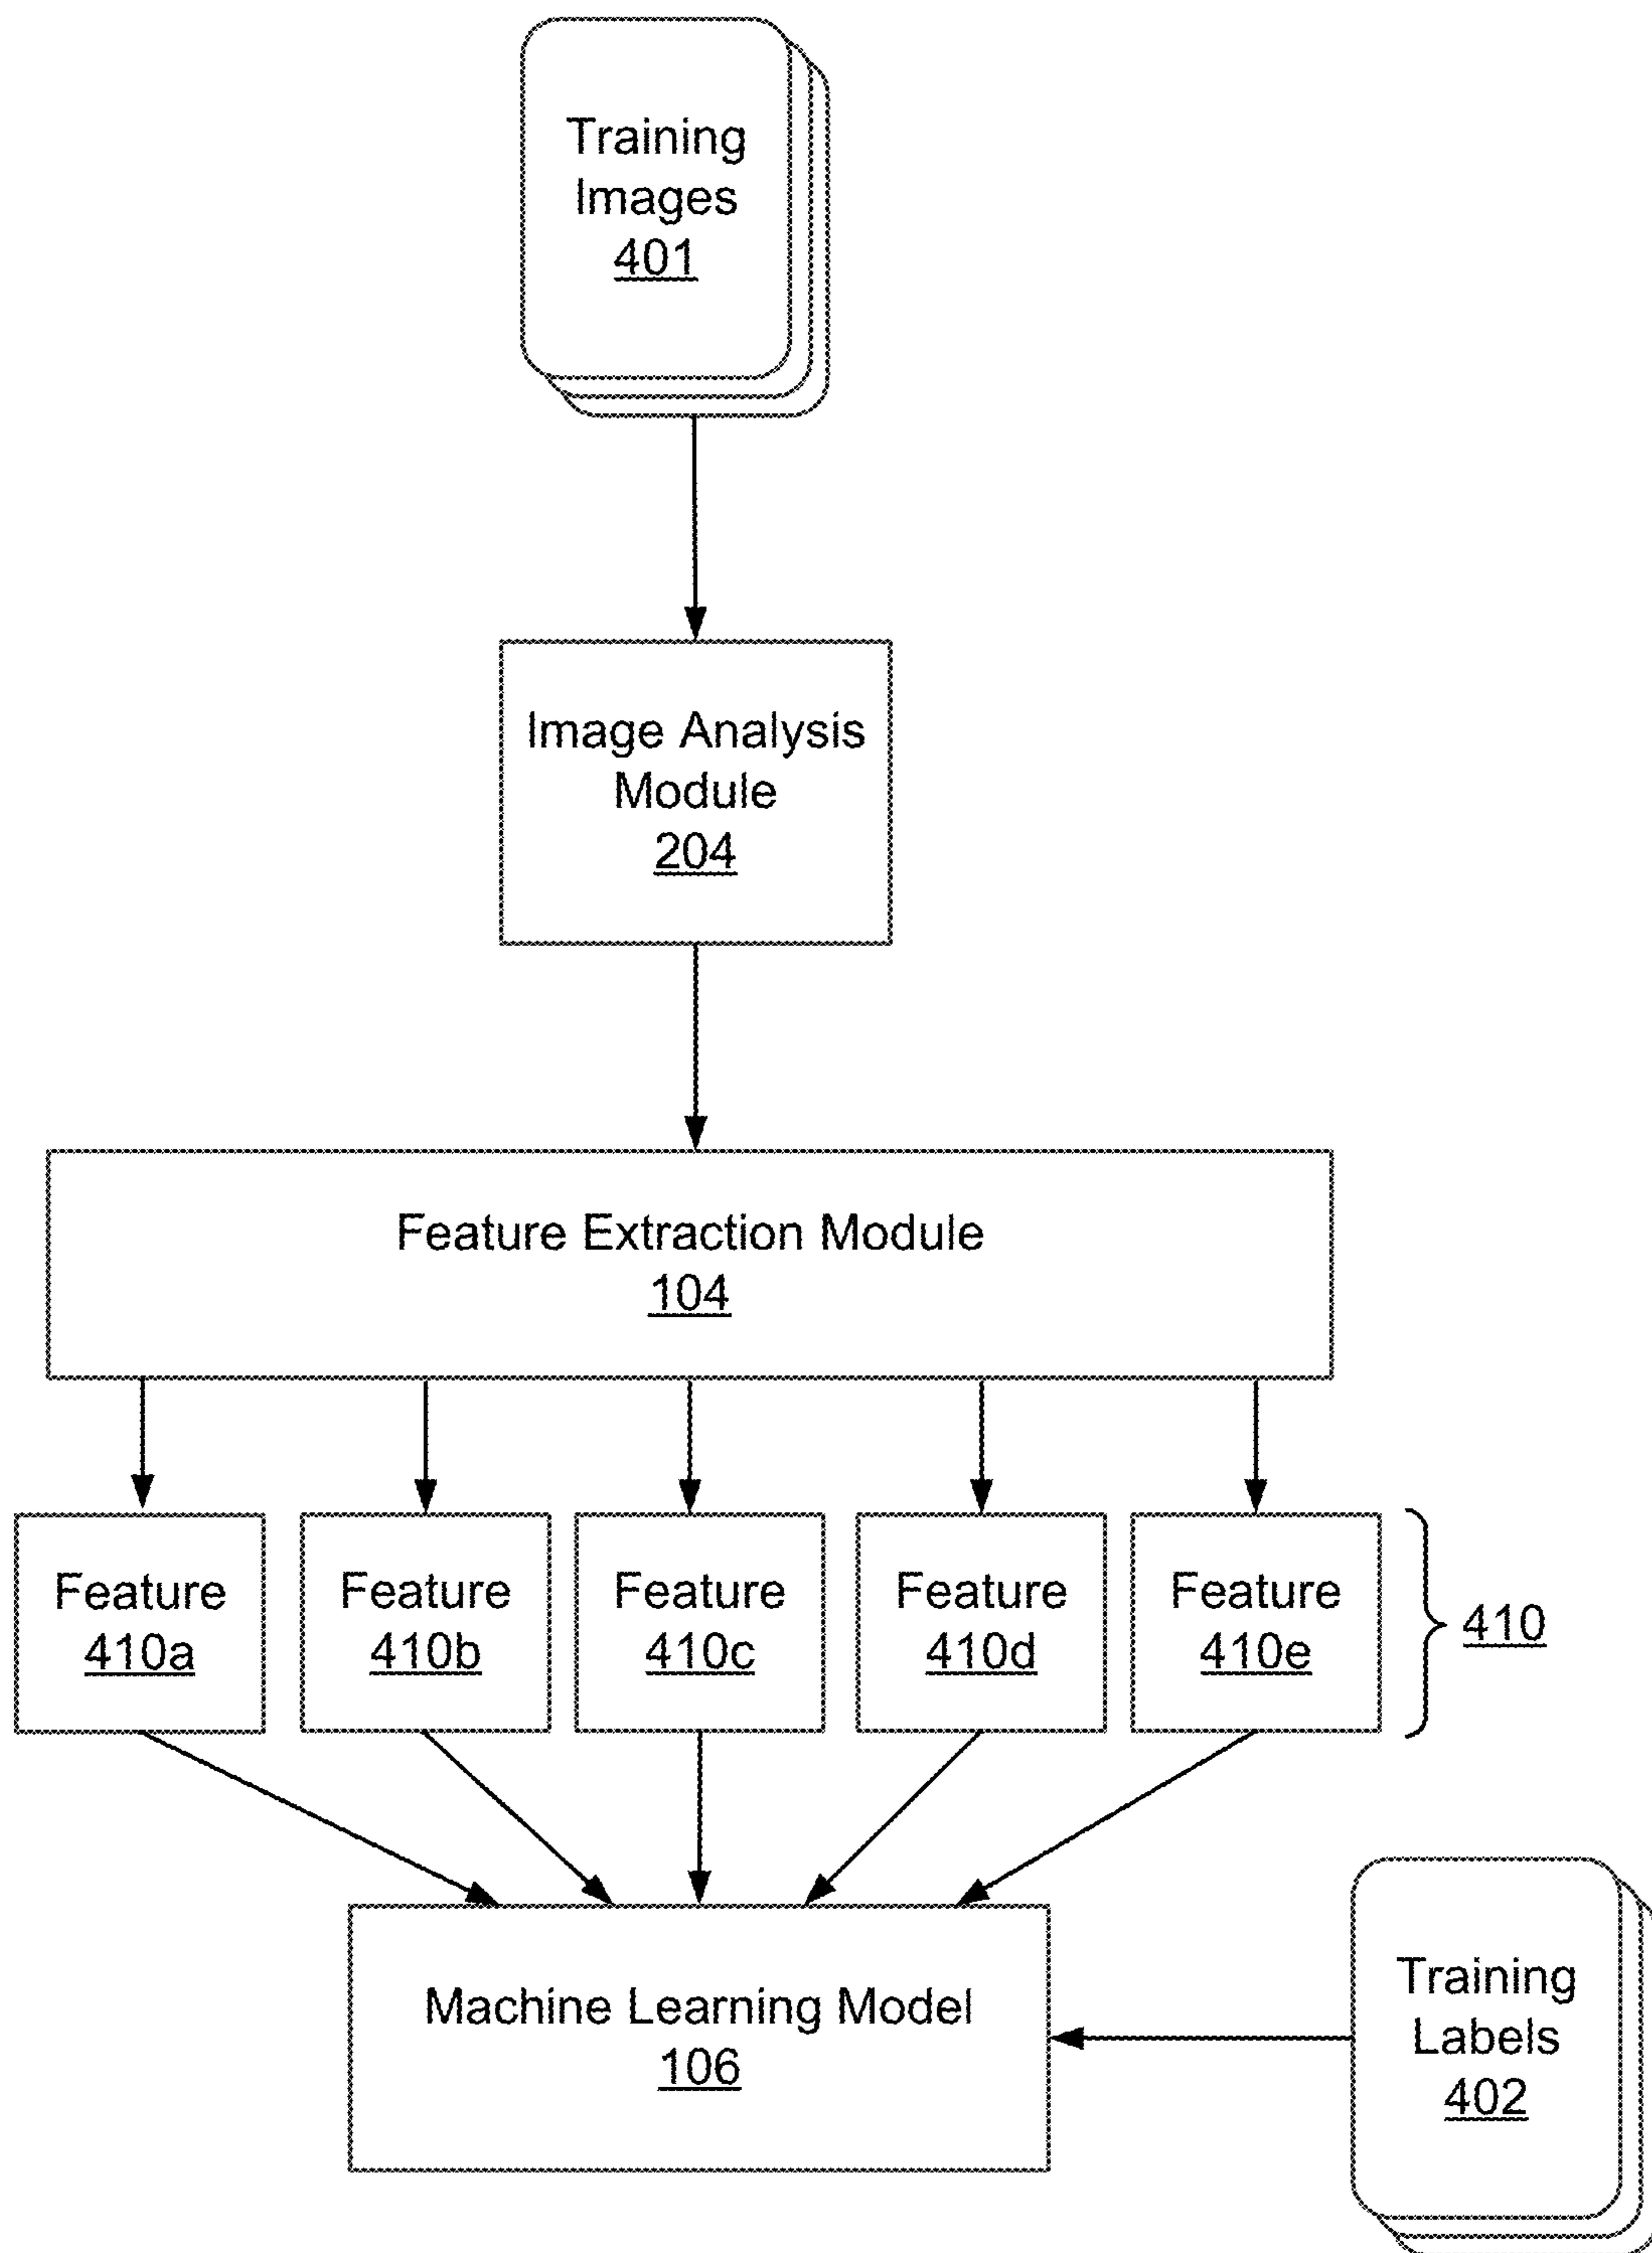 Training
Images
401
Image Analysis
Module
204
Feature Extraction Module
104
Feature
410a
Feature
410b
Feature
410c
Feature
410d
Feature
410e
410
Machine Learning Model
106
Training
Labels
402